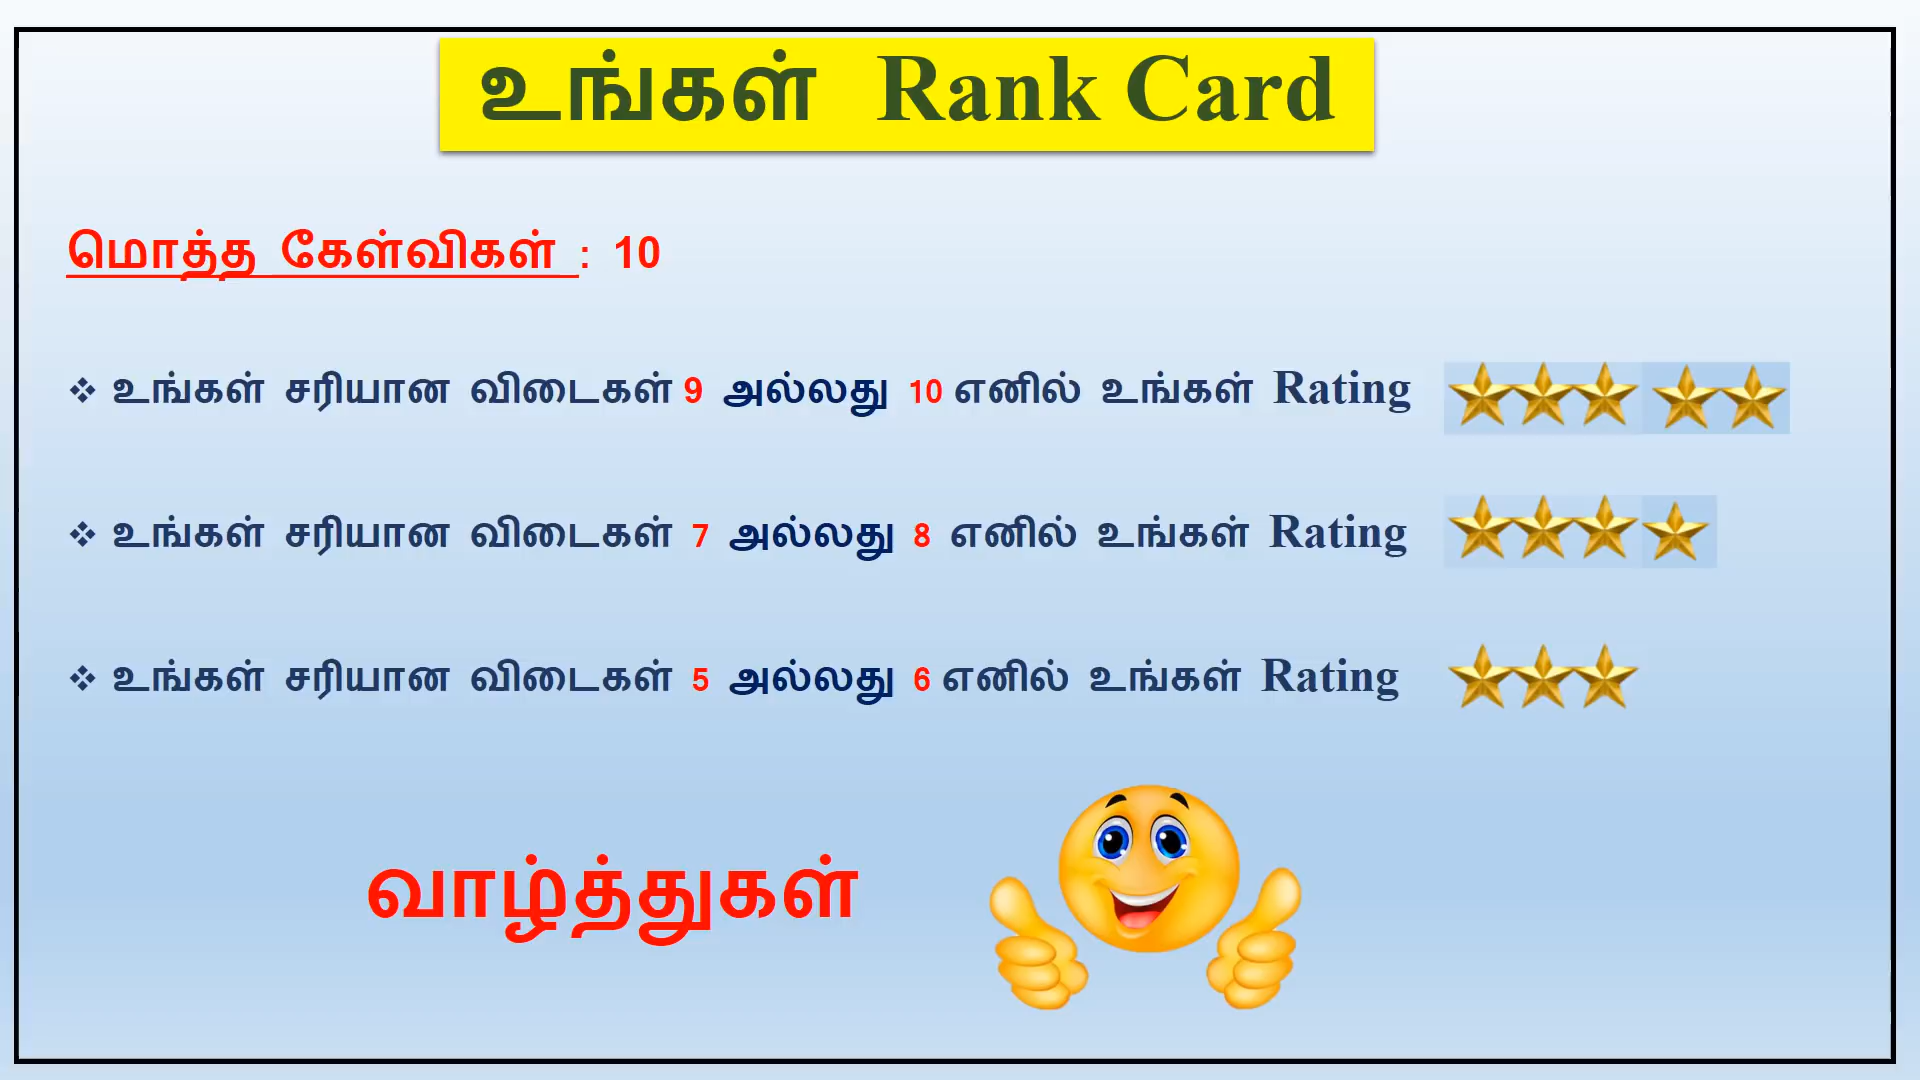 உங்கள் Rank Card
மொத்த கேள்விகள் : 10
❖ உங்கள் சரியான விடைகள் 9 அல்லது 10 எனில் உங்கள் Rating
❖ உங்கள் சரியான விடைகள் 7 அல்லது 8 எனில் உங்கள் Rating
❖ உங்கள் சரியான விடைகள் 5 அல்லது 6 எனில் உங்கள் Rating
வாழ்த்துகள்